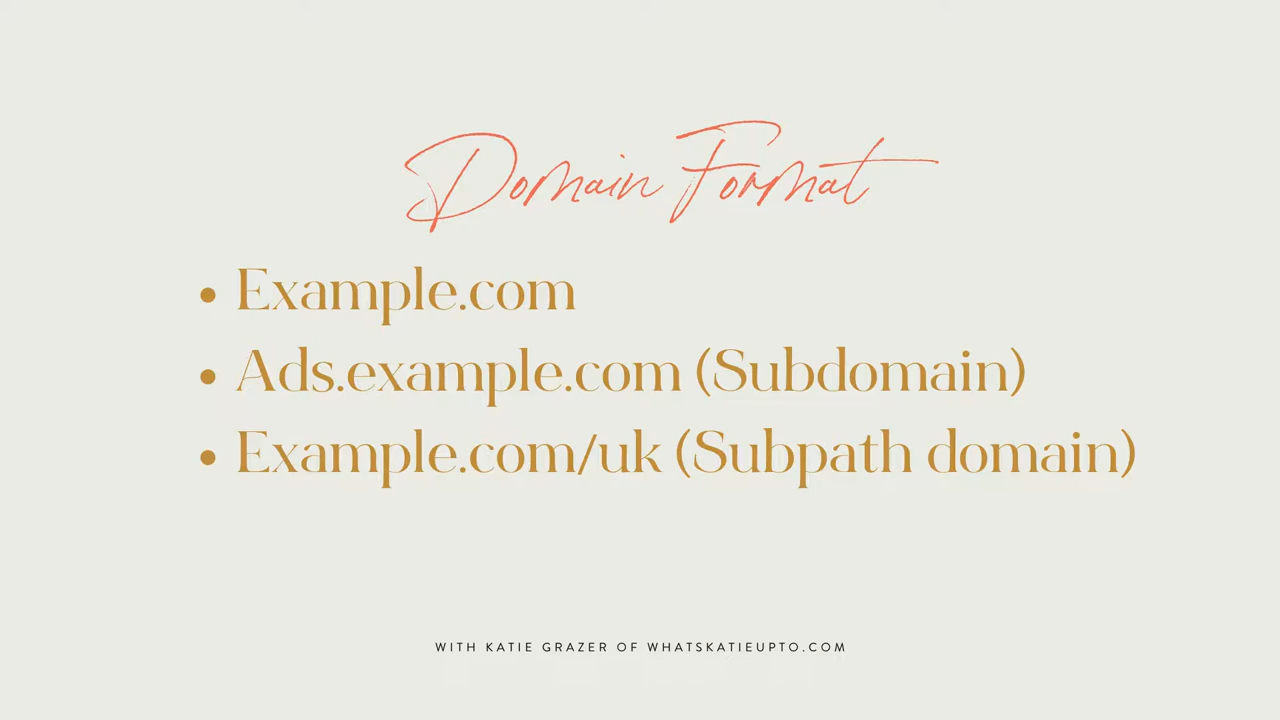 Domain Format
• Example.com
• Ads.example.com (Subdomain)
• Example.com/uk (Subpath domain)
WITH KATIE GRAZER OF WHATSKATIEUPTO.COM